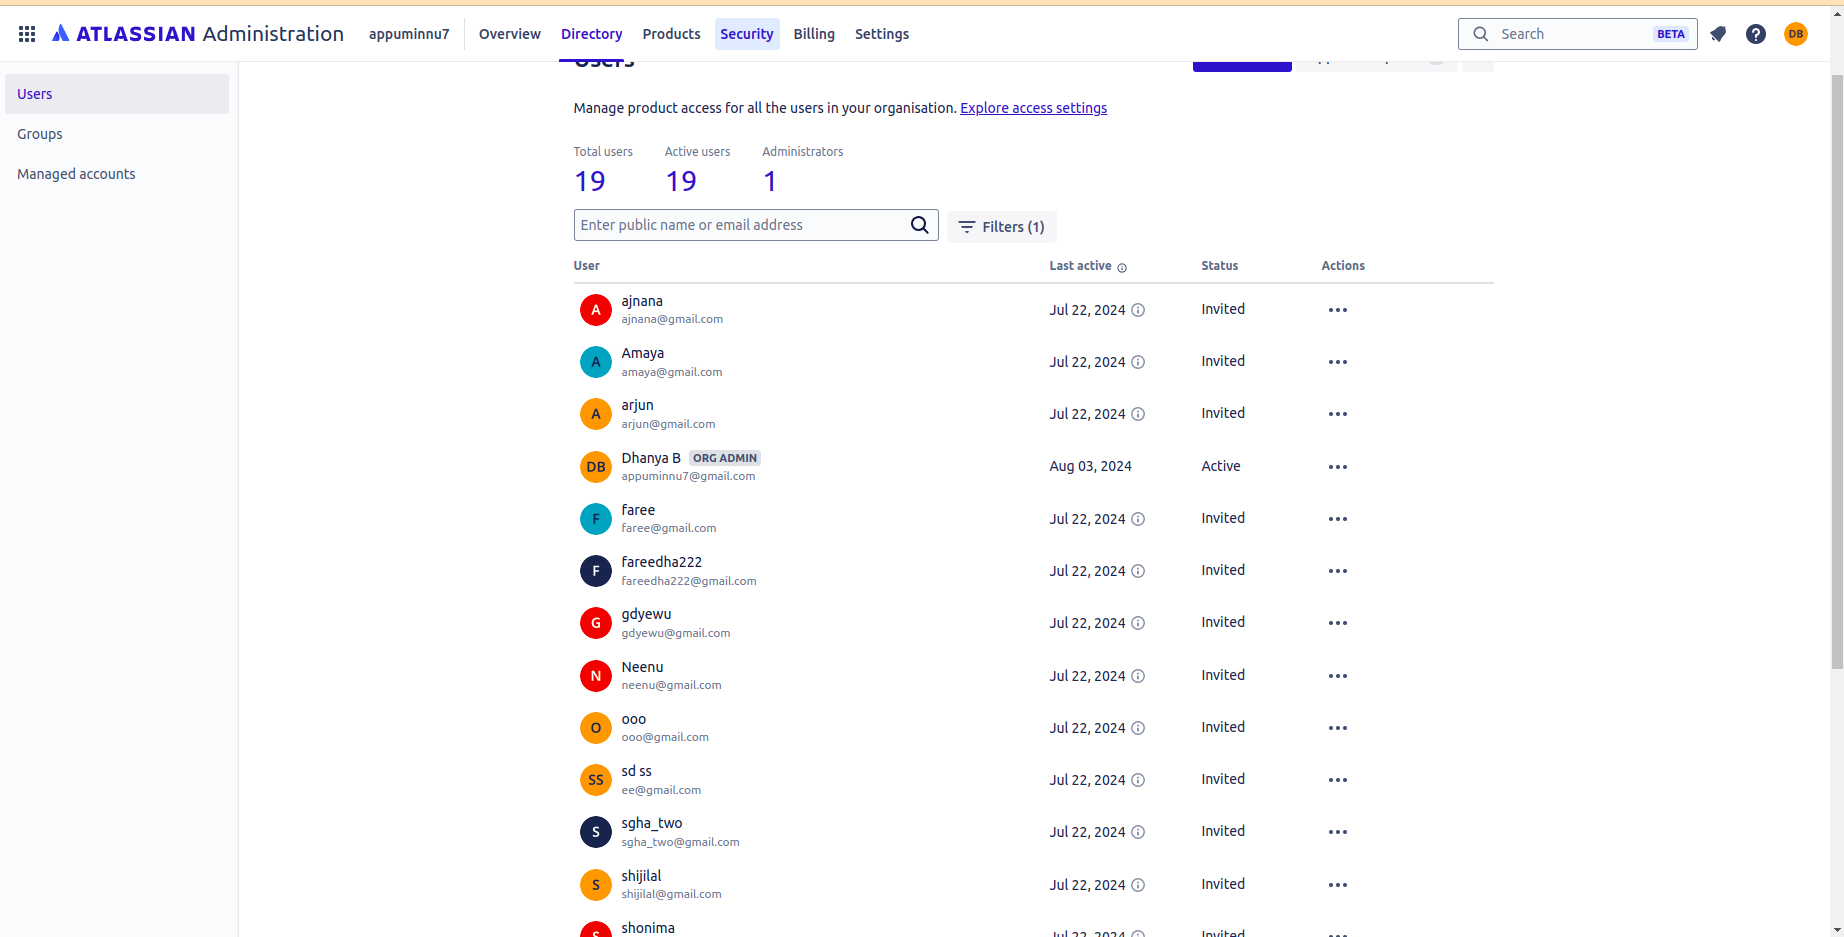 ATLASSIAN Administration appuminnu7 Overview Directory Products Security Billing Settings Search BETA DB
Users
Groups
Managed accounts
Users
Manage product access for all the users in your organisation. Explore access settings
Total users Active users Administrators
19 19 1
Enter public name or email address Filters (1)
User Last active Status Actions
A ajnana Jul 22, 2024 Invited
ajnana@gmail.com
A Amaya Jul 22, 2024 Invited
amaya@gmail.com
A arjun Jul 22, 2024 Invited
arjun@gmail.com
DB Dhanya B ORG ADMIN Aug 03, 2024 Active
appuminnu7@gmail.com
F faree Jul 22, 2024 Invited
faree@gmail.com
F fareedha222 Jul 22, 2024 Invited
fareedha222@gmail.com
G gdyewu Jul 22, 2024 Invited
gdyewu@gmail.com
N Neenu Jul 22, 2024 Invited
neenu@gmail.com
O ooo Jul 22, 2024 Invited
ooo@gmail.com
SS sd ss Jul 22, 2024 Invited
ee@gmail.com
S sgha_two Jul 22, 2024 Invited
sgha_two@gmail.com
S shijilal Jul 22, 2024 Invited
shijilal@gmail.com
S shonima Jul 22, 2024 Invited